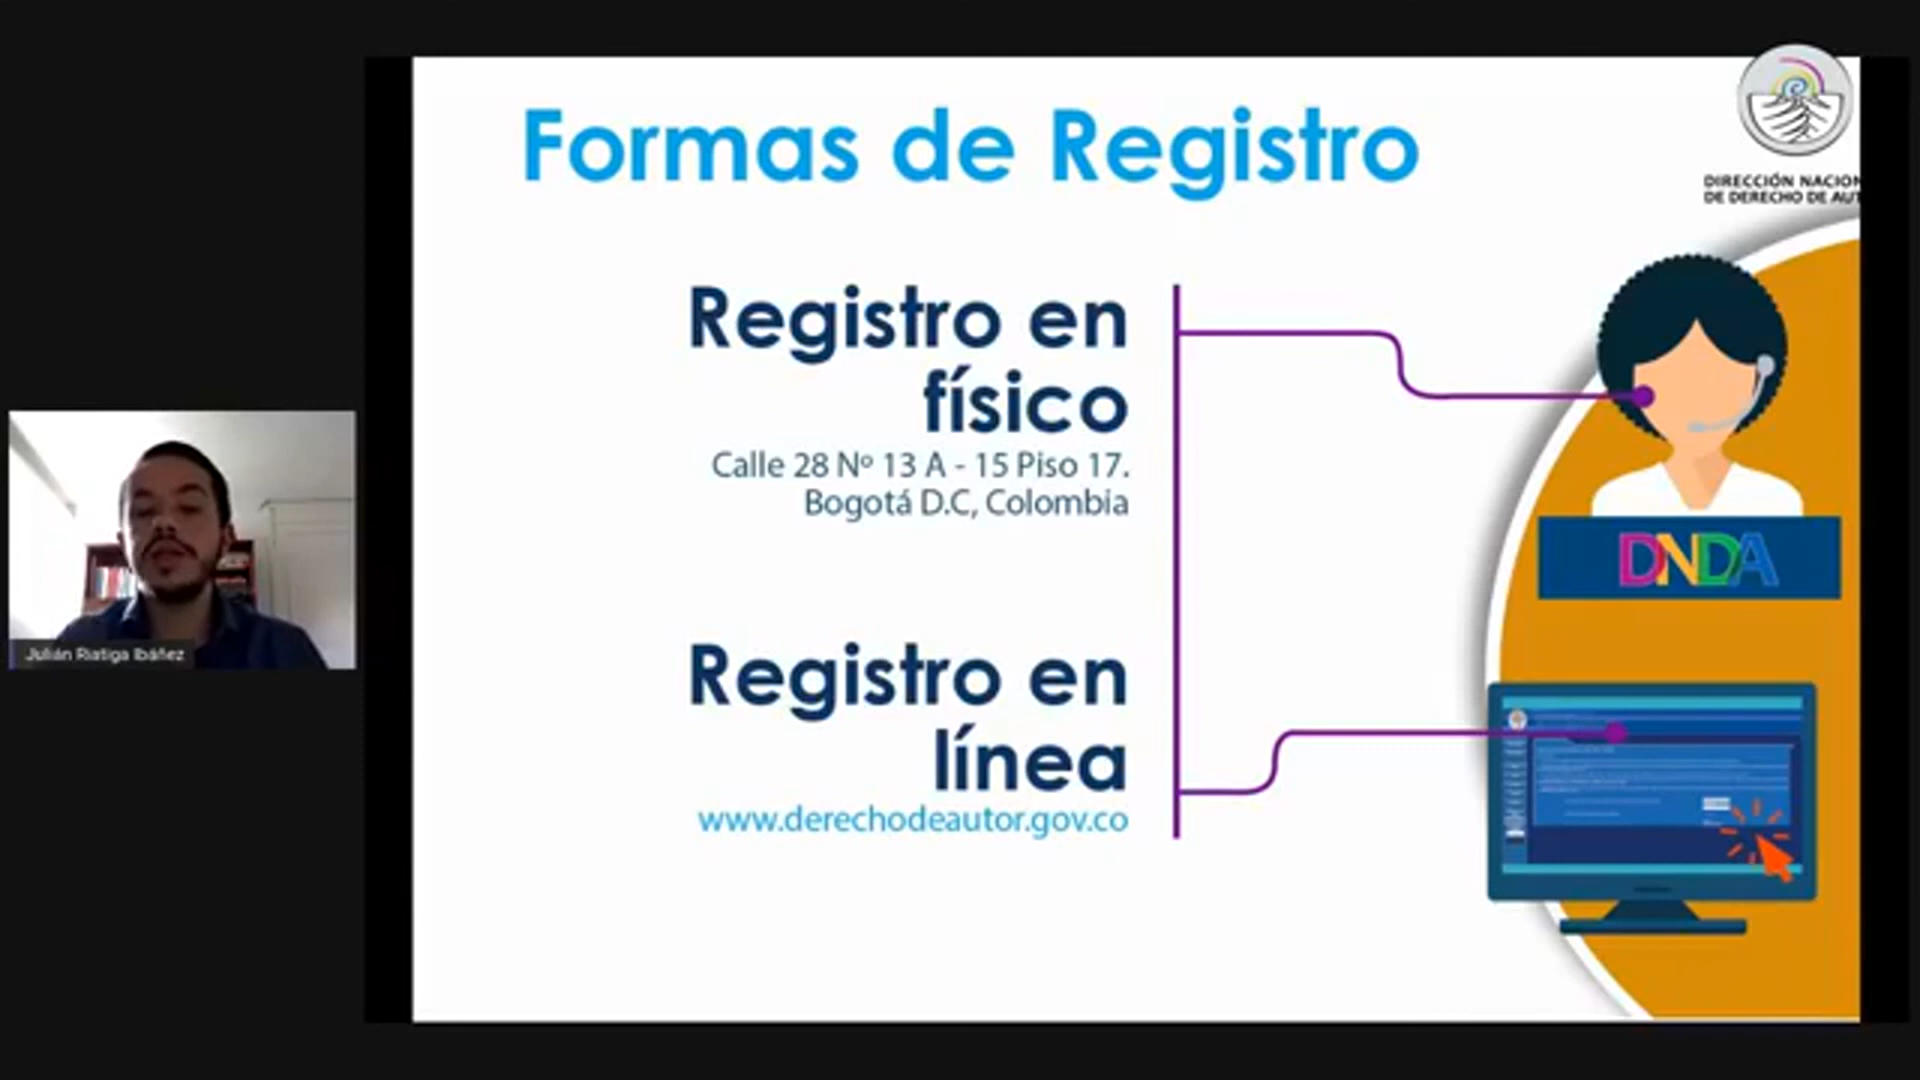 Formas de Registro
DIRECCIÓN NACION
DE DERECHO DE AUT
Registro en
físico
Calle 28 Nº 13 A - 15 Piso 17.
Bogotá D.C, Colombia
DNDA
Julián Riatiga Ibáñez
Registro en
línea
www.derechodeautor.gov.co